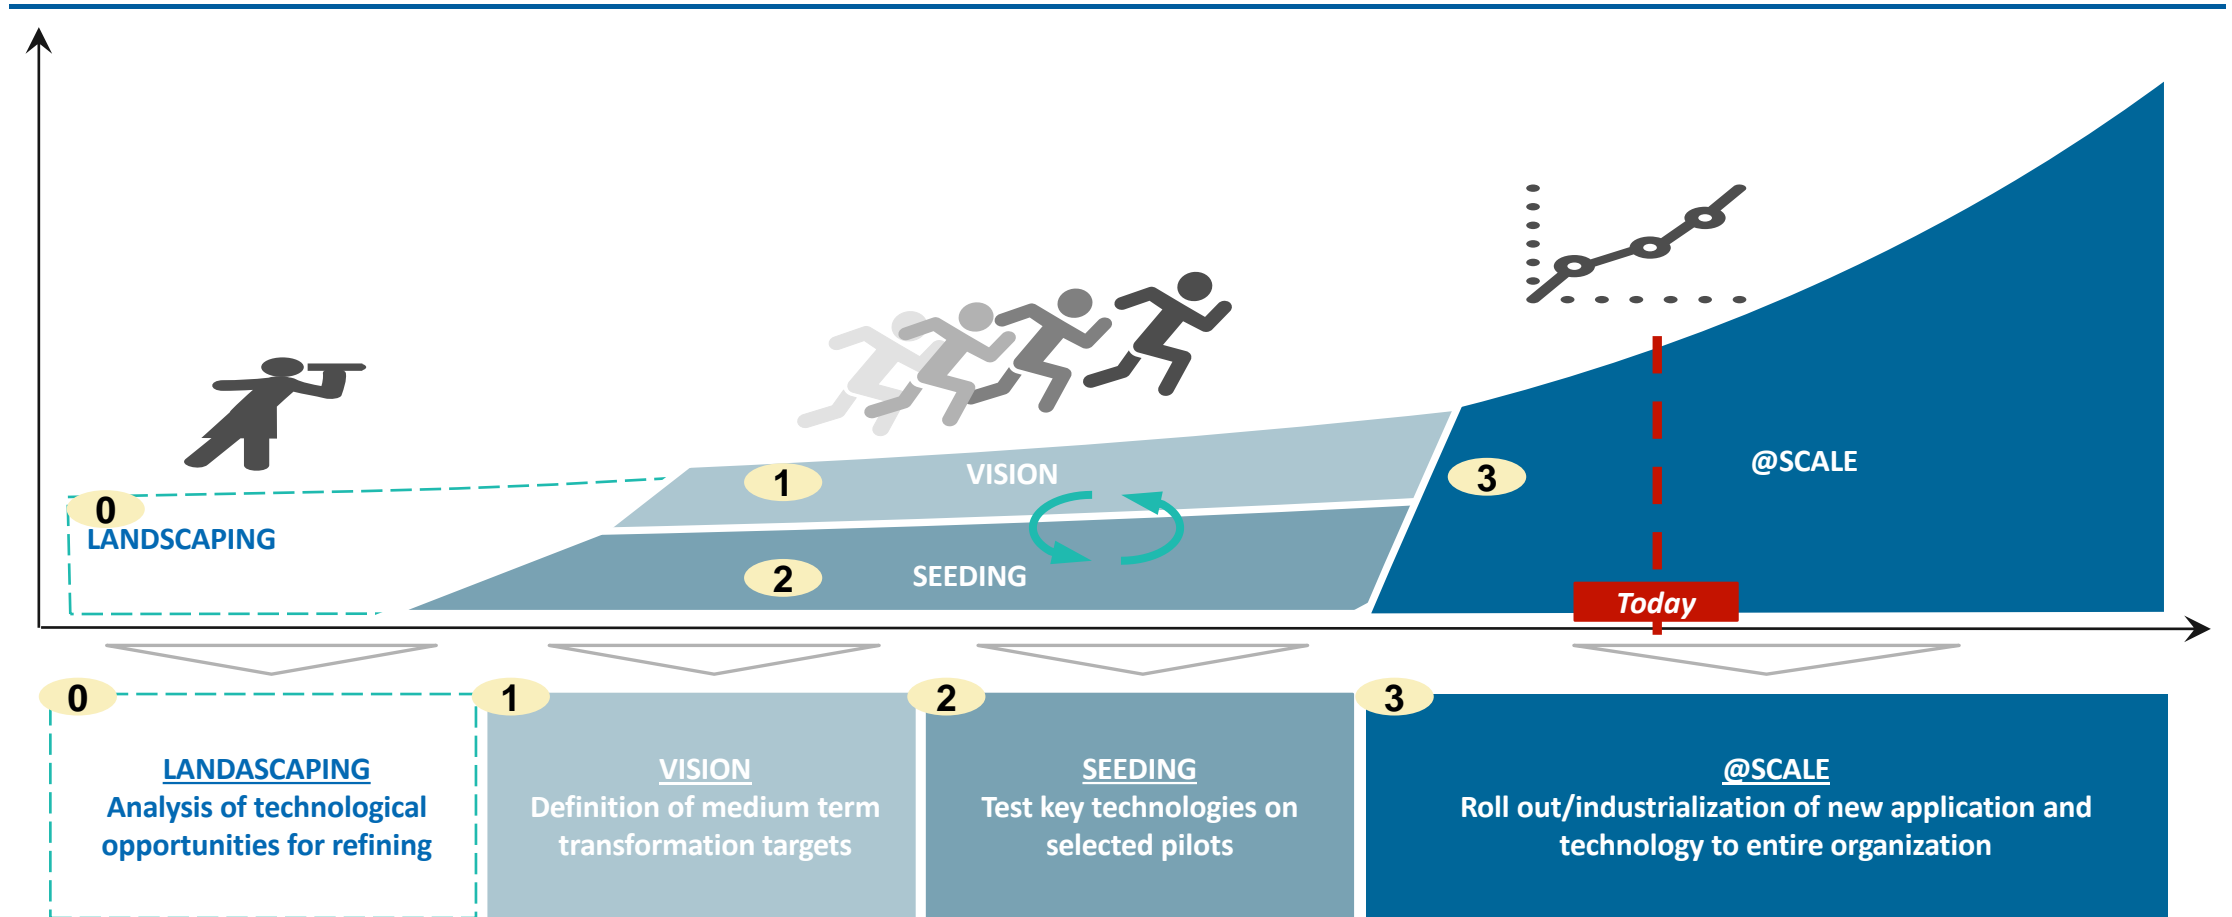 1
VISION
3
@SCALE
0
LANDSCAPING
2
SEEDING
Today
0
LANDASCAPING
Analysis of technological
opportunities for refining
1
VISION
Definition of medium term
transformation targets
2
SEEDING
Test key technologies on
selected pilots
3
@SCALE
Roll out/industrialization of new application and
technology to entire organization